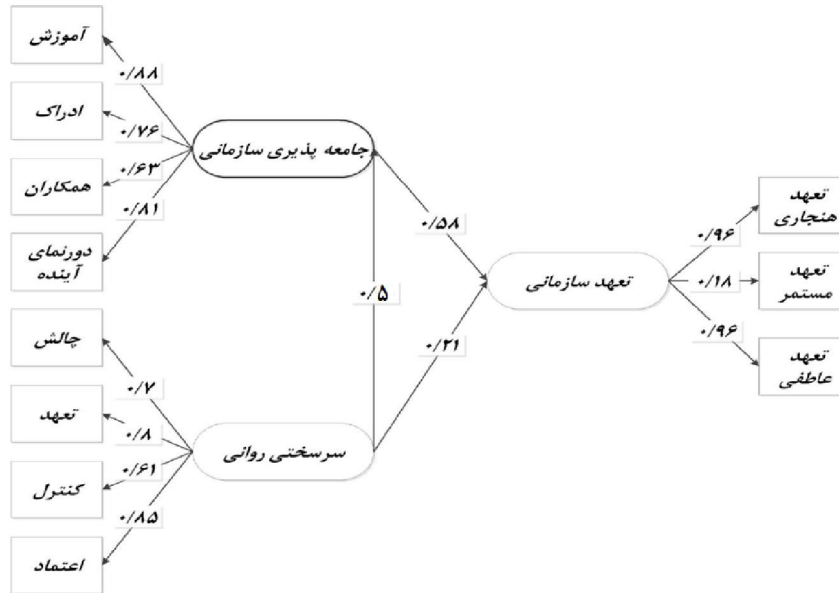 آموزش
ادراک
همکاران
دورنمای
آینده
چالش
تعهد
کنترل
اعتماد
۰/۸۸
۰/۷۶
۰/۶۳
۰/۸۱
۰/۷
۰/۸
۰/۶۱
۰/۸۵
جامعه پذیری سازمانی
سرسختی روانی
۰/۵
۰/۵۸
۰/۲۱
تعهد سازمانی
۰/۹۶
۰/۱۸
۰/۹۶
تعهد
هنجاری
تعهد
مستمر
تعهد
عاطفی